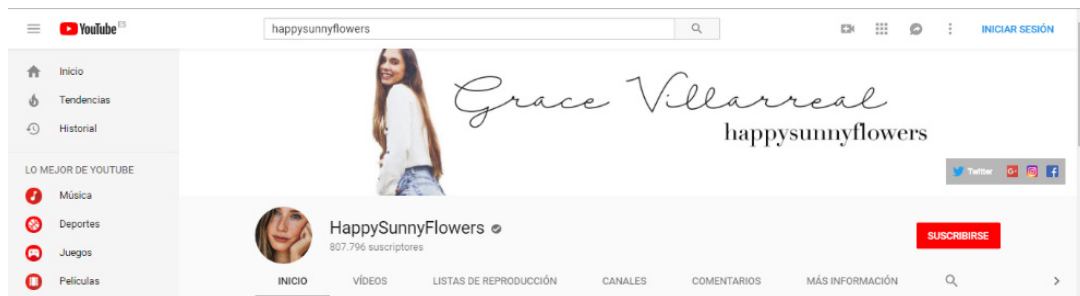 YouTube ES
happysunnyflowers
INICIAR SESIÓN
Inicio
Tendencias
Historial
LO MEJOR DE YOUTUBE
Música
Deportes
Juegos
Películas
Grace Villarreal
happysunnyflowers
Twitter G+
HappySunnyFlowers
807.796 suscriptores
SUSCRIBIRSE
INICIO VÍDEOS LISTAS DE REPRODUCCIÓN CANALES COMENTARIOS MÁS INFORMACIÓN